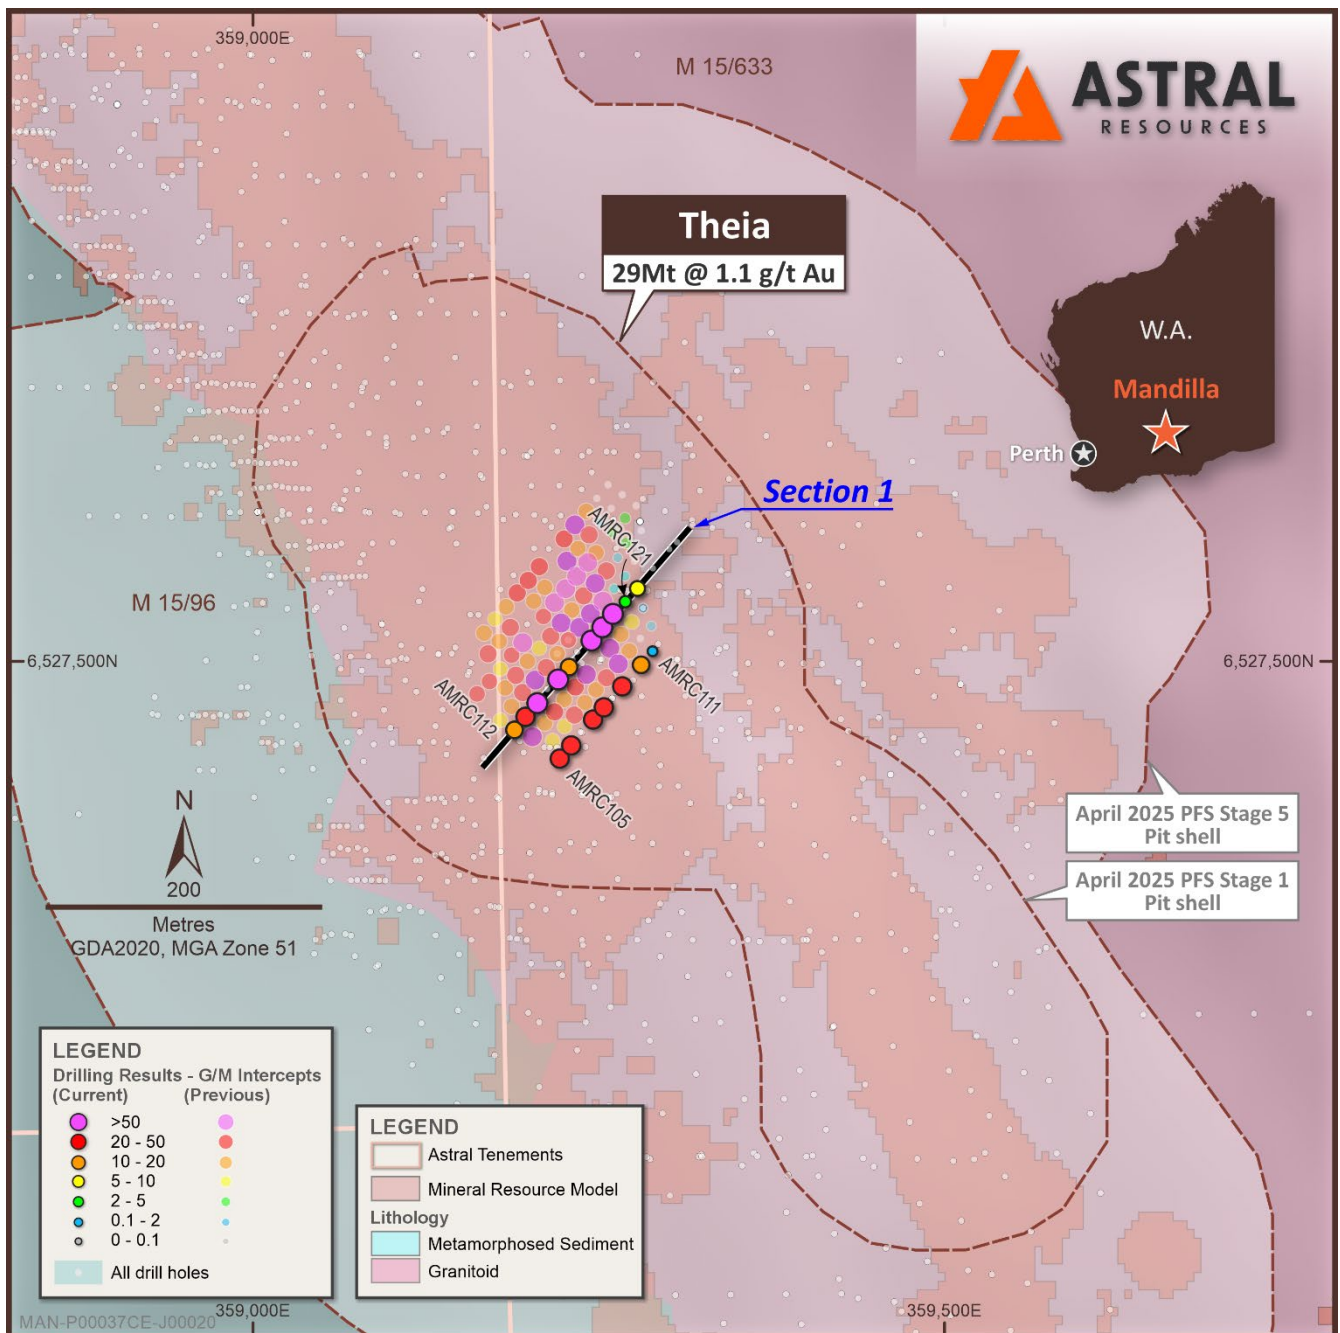 359,000E
M 15/633
ASTRAL
RESOURCES
Theia
29Mt @ 1.1 g/t Au
W.A.
Mandilla
Perth
Section 1
AMRC121
M 15/96
6,527,500N
6,527,500N
AMRC111
AMRC112
AMRC105
April 2025 PFS Stage 5
Pit shell
April 2025 PFS Stage 1
Pit shell
N
200
Metres
GDA2020, MGA Zone 51
LEGEND
Drilling Results - G/M Intercepts
(Current) (Previous)
>50
20 - 50
10 - 20
5 - 10
2 - 5
0.1 - 2
0 - 0.1
All drill holes
LEGEND
Astral Tenements
Mineral Resource Model
Lithology
Metamorphosed Sediment
Granitoid
MAN-P00037CE-J00020
359,000E
359,500E